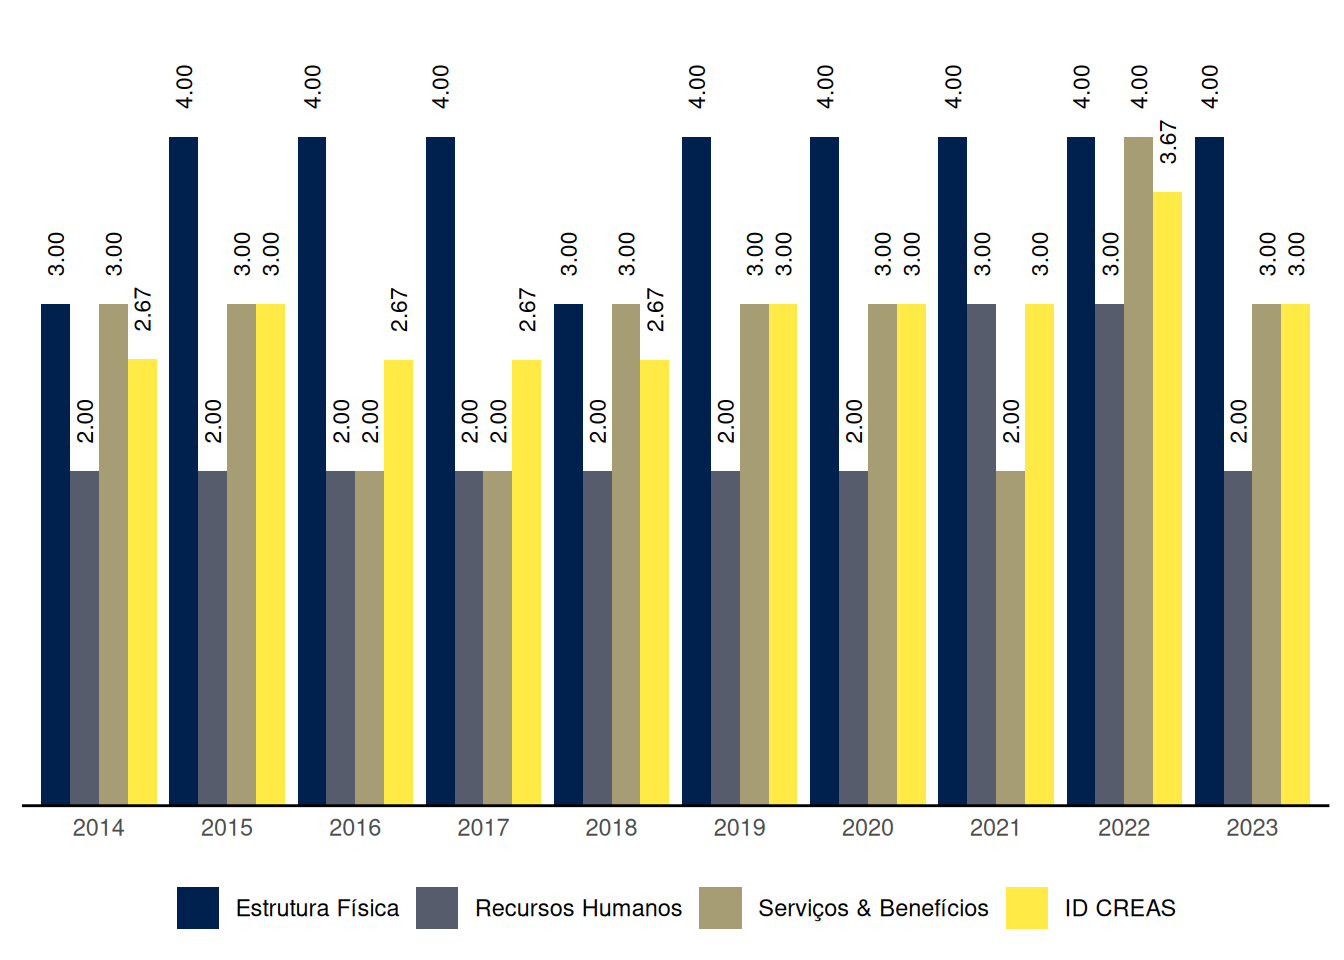 4.00 4.00 4.00 4.00 4.00 4.00 4.00 4.00 4.00
3.67
3.00 3.00 3.00 3.00 3.00 3.00 3.00 3.00 3.00 3.00 3.00 3.00 3.00 3.00 3.00
2.67 2.67 2.67 2.67
2.00 2.00 2.00 2.00 2.00 2.00 2.00 2.00 2.00 2.00 2.00
2014 2015 2016 2017 2018 2019 2020 2021 2022 2023
Estrutura Física Recursos Humanos Serviços & Benefícios ID CREAS